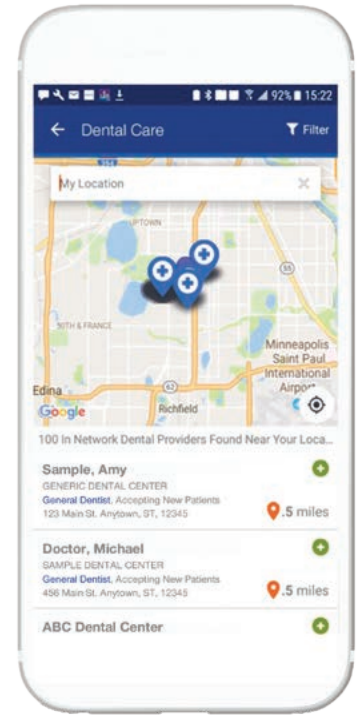 92% 15:22
Dental Care
Filter
354
My Location
UPTOWN
55
50TH & FRANCE
Minneapolis
Saint Paul
International
Airport
Edina
62
Google
Richfield
100 In Network Dental Providers Found Near Your Loca...
Sample, Amy
GENERIC DENTAL CENTER
General Dentist, Accepting New Patients
123 Main St. Anytown, ST, 12345
.5 miles
Doctor, Michael
SAMPLE DENTAL CENTER
General Dentist, Accepting New Patients
456 Main St. Anytown, ST, 12345
.5 miles
ABC Dental Center